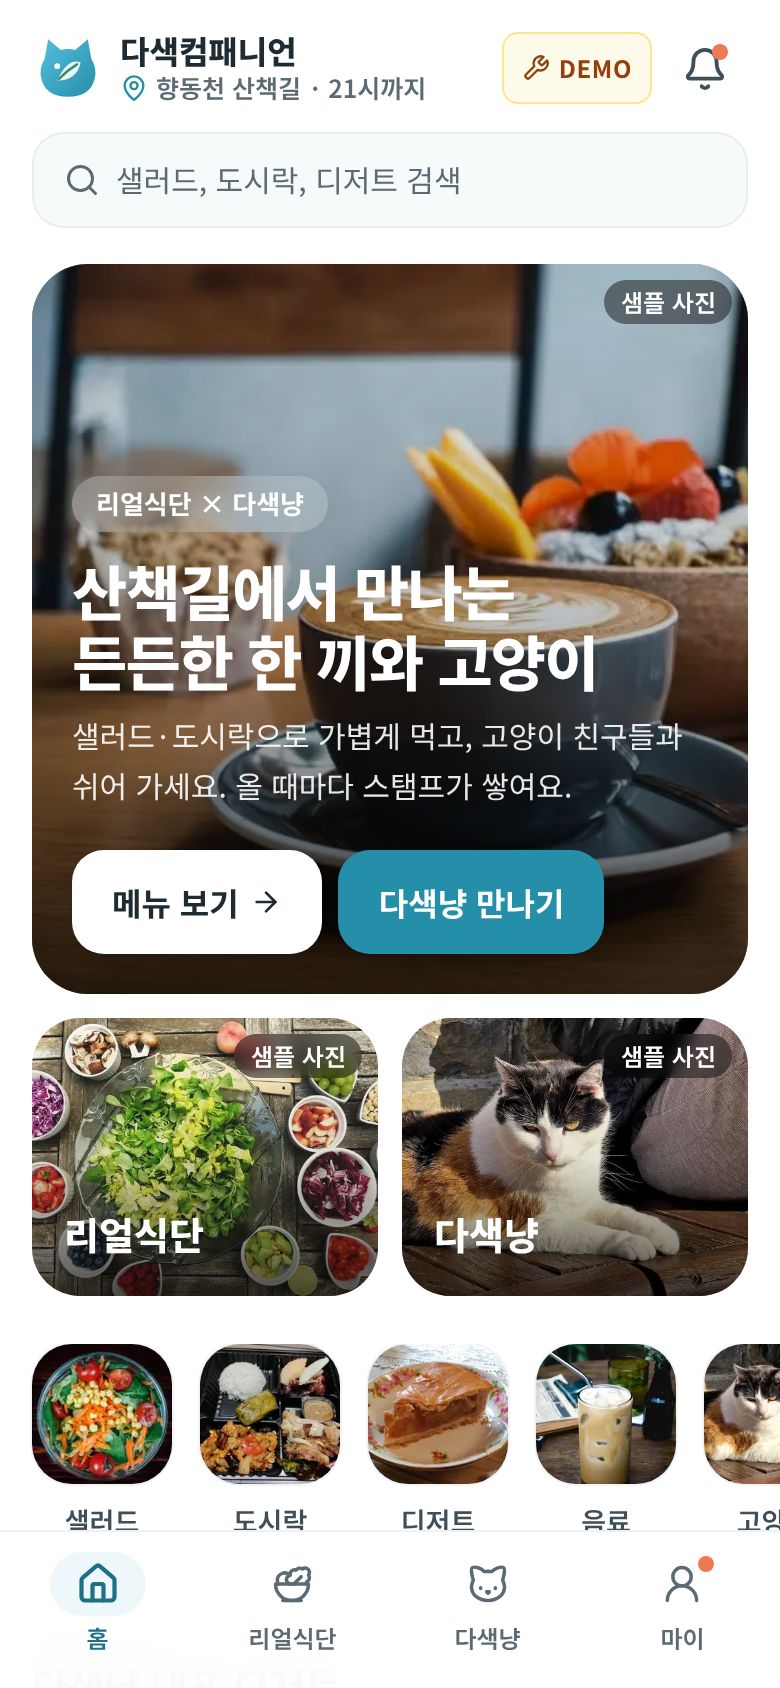 다색컴패니언
향동천 산책길 · 21시까지
DEMO
샐러드, 도시락, 디저트 검색
샘플 사진
리얼식단 × 다색냥
산책길에서 만나는
든든한 한 끼와 고양이
샐러드·도시락으로 가볍게 먹고, 고양이 친구들과
쉬어 가세요. 올 때마다 스탬프가 쌓여요.
메뉴 보기 →
다색냥 만나기
샘플 사진
리얼식단
샘플 사진
다색냥
샐러드
도시락
디저트
음료
홈
리얼식단
다색냥
마이